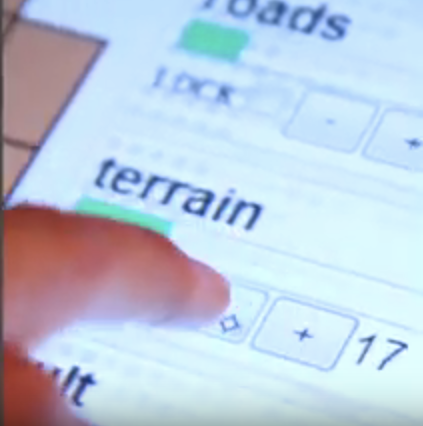 roads
LOCK
- +
terrain
◇ + 17
ult